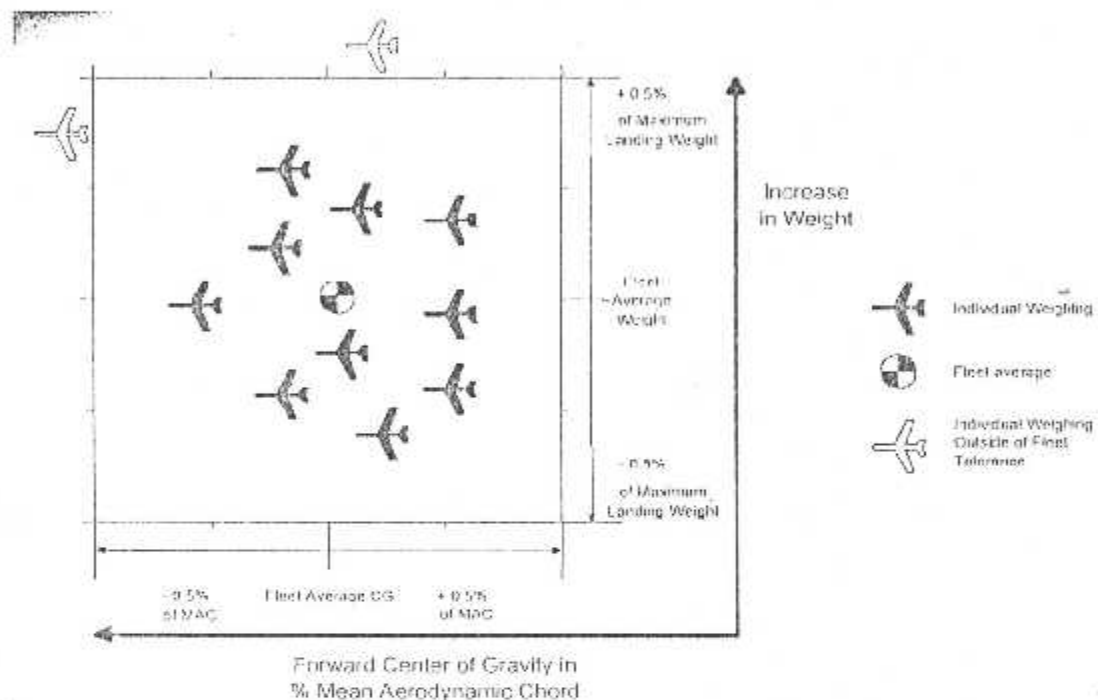 + 0.5%
of Maximum
Landing Weight
Increase
in Weight
Fleet
Average
Weight
Individual Weighing
Fleet average
Individual Weighing
Outside of Fleet
Tolerance
- 0.5%
of Maximum
Landing Weight
- 0.5%
of MAC
Fleet Average CG
+ 0.5%
of MAC
Forward Center of Gravity in
% Mean Aerodynamic Chord